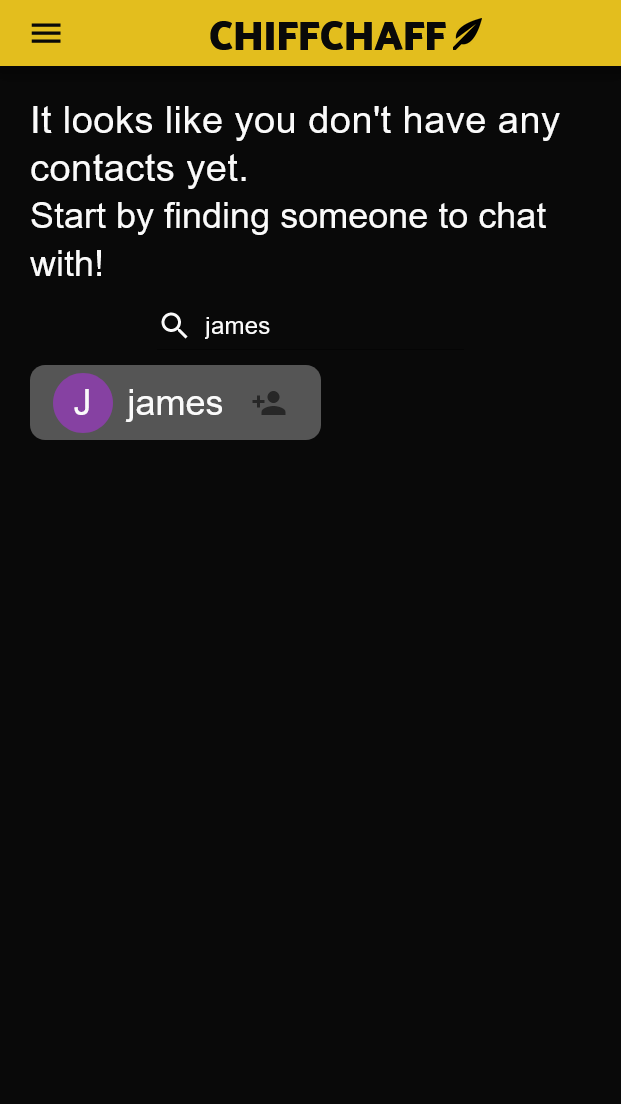 CHIFFCHAFF
It looks like you don't have any
contacts yet.
Start by finding someone to chat
with!
james
J james